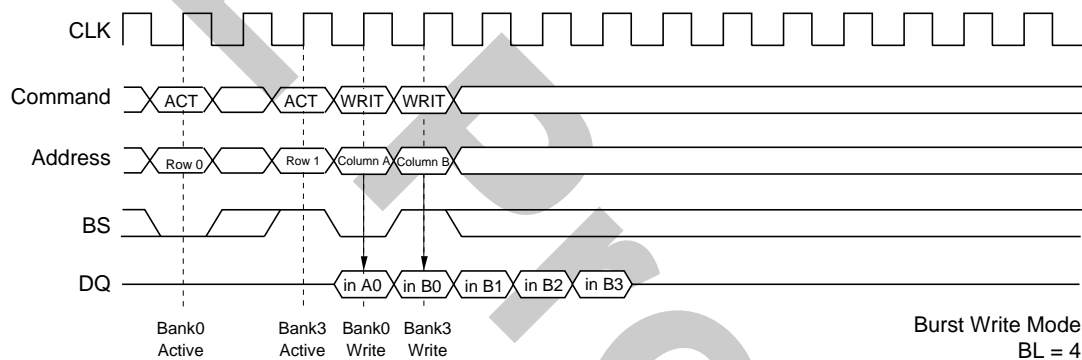 CLK
Command ACT ACT WRIT WRIT
Address Row 0 Row 1 Column A Column B
BS
DQ in A0 in B0 in B1 in B2 in B3
Bank0 Bank3 Bank0 Bank3
Active Active Write Write
Burst Write Mode
BL = 4